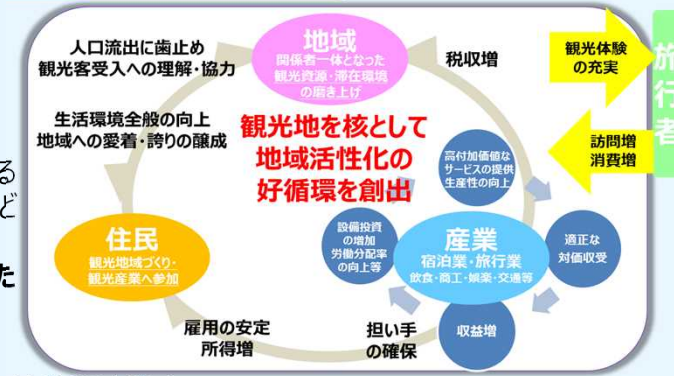 地域
関係者一体となった
観光資源・滞在環境
の磨き上げ
人口流出に歯止め
観光客受入への理解・協力
税収増
観光体験
の充実
旅
行
者
生活環境全般の向上
地域への愛着・誇りの醸成
観光地を核として
地域活性化の
好循環を創出
訪問増
消費増
高付加価値な
サービスの提供
生産性の向上
る
ど
た
住民
観光地域づくり・
観光産業へ参加
設備投資
の増加
労働分配率
の向上等
産業
宿泊業・旅行業
飲食・商工・娯楽・交通等
適正な
対価収受
雇用の安定
所得増
担い手
の確保
収益増